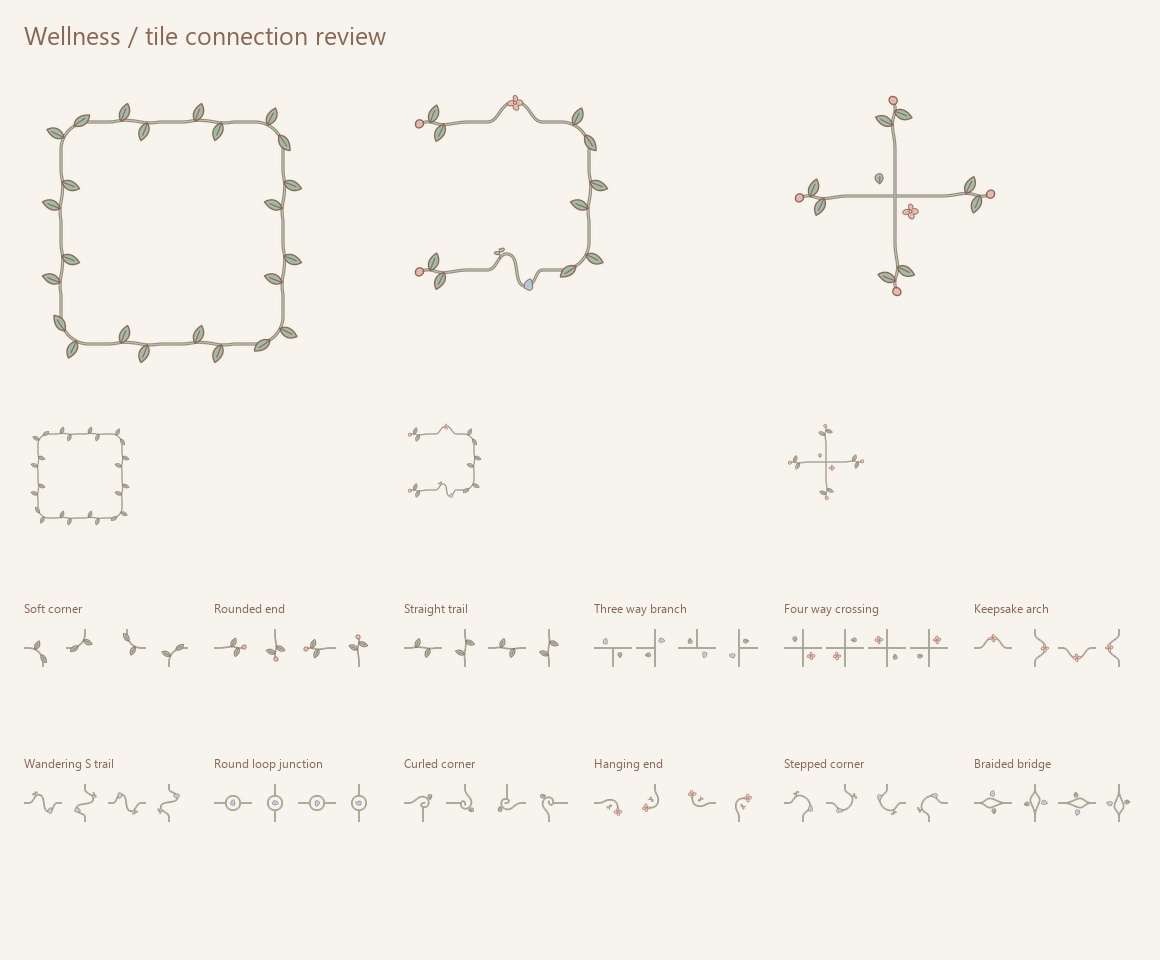 Wellness / tile connection review
Soft corner
Rounded end
Straight trail
Three way branch
Four way crossing
Keepsake arch
Wandering S trail
Round loop junction
Curled corner
Hanging end
Stepped corner
Braided bridge